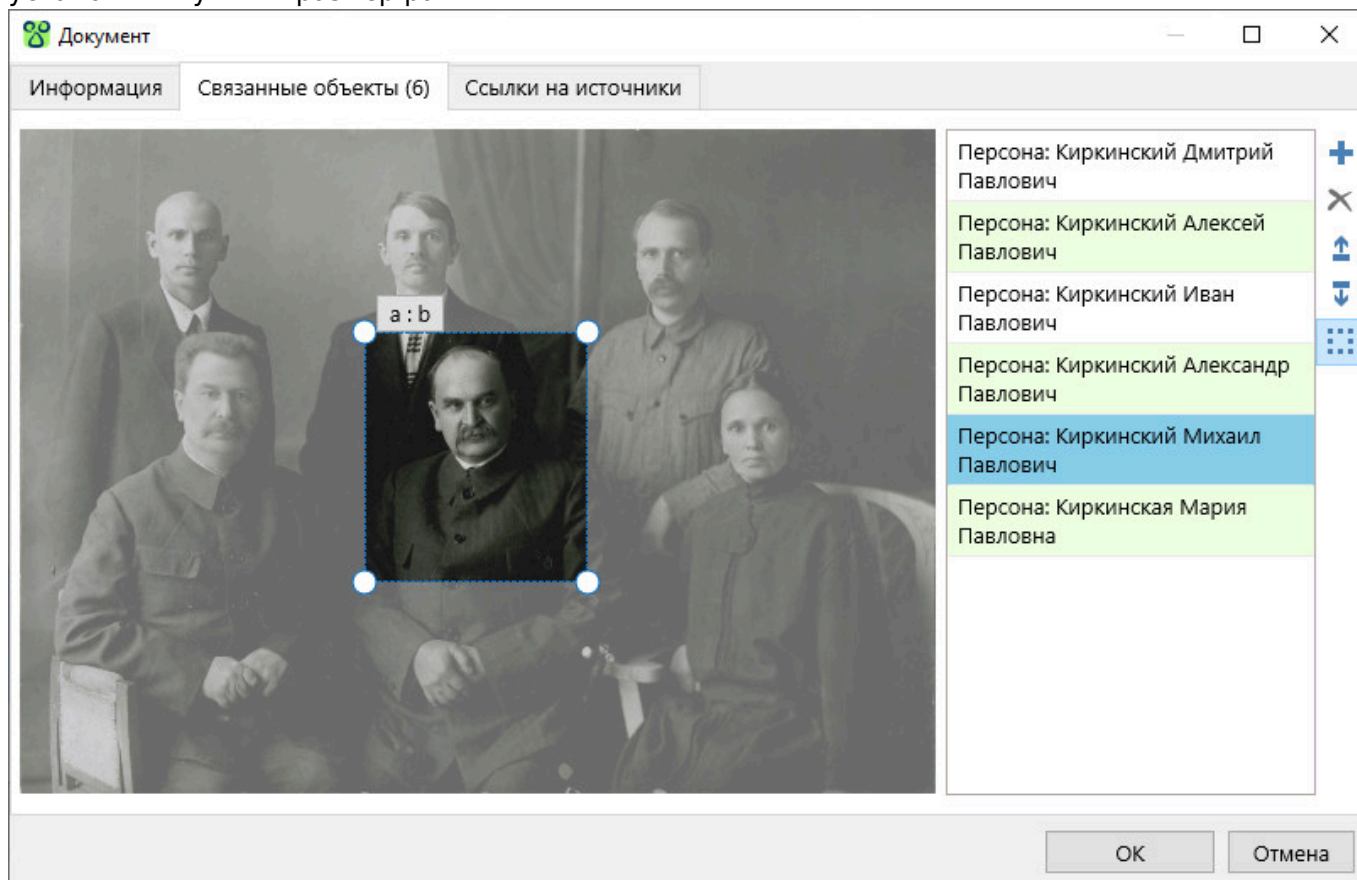 Документ
Информация
Связанные объекты (6)
Ссылки на источники
a : b
Персона: Киркинский Дмитрий
Павлович
Персона: Киркинский Алексей
Павлович
Персона: Киркинский Иван
Павлович
Персона: Киркинский Александр
Павлович
Персона: Киркинский Михаил
Павлович
Персона: Киркинская Мария
Павловна
ОК
Отмена